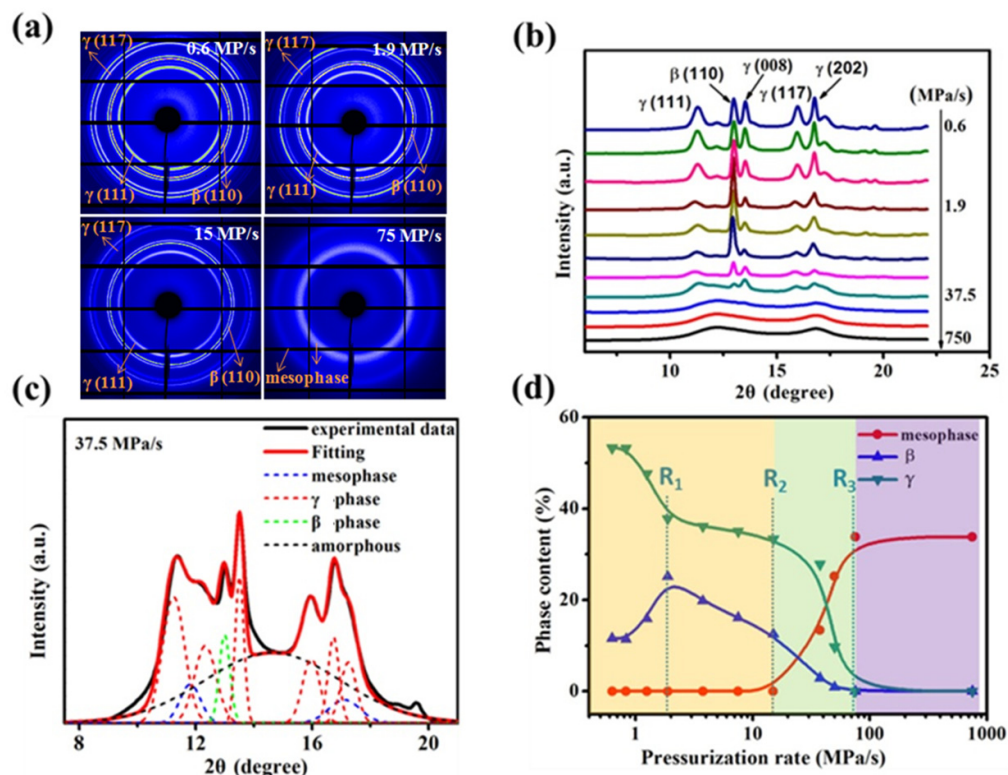 (a)
γ (117)
0.6 MP/s
γ (111)
β (110)
γ (117)
1.9 MP/s
γ (111)
β (110)
γ (117)
15 MP/s
γ (111)
β (110)
75 MP/s
mesophase
(b)
Intensity (a.u.)
γ (111)
β (110)
γ (008)
γ (117)
γ (202)
(MPa/s)
0.6
1.9
37.5
750
10
15
20
25
2θ (degree)
(c)
37.5 MPa/s
experimental data
Fitting
mesophase
γ phase
β phase
amorphous
Intensity (a.u.)
8
12
16
20
2θ (degree)
(d)
mesophase
β
γ
R1
R2
R3
Phase content (%)
60
40
20
0
1
10
100
1000
Pressurization rate (MPa/s)